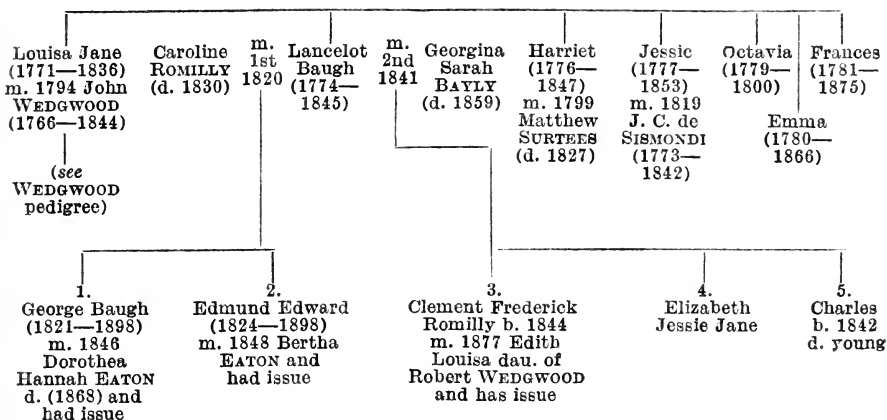 Louisa Jane
(1771—1836)
m. 1794 John
WEDGWOOD
(1766—1844)
(see
WEDGWOOD
pedigree)
Caroline
ROMILLY
(d. 1830)
m.
1st
1820
Lancelot
Baugh
(1774—
1845)
m.
2nd
1841
Georgina
Sarah
BAYLY
(d. 1859)
Harriet
(1776—
1847)
m. 1799
Matthew
SURTEES
(d. 1827)
Jessie
(1777—
1853)
m. 1819
J. C. de
SISMONDI
(1773—
1842)
Octavia
(1779—
1800)
Emma
(1780—
1866)
Frances
(1781—
1875)
1.
George Baugh
(1821—1898)
m. 1846
Dorothea
Hannah EATON
d. (1868) and
had issue
2.
Edmund Edward
(1824—1898)
m. 1848 Bertha
EATON and
had issue
3.
Clement Frederick
Romilly b. 1844
m. 1877 Edith
Louisa dau. of
Robert WEDGWOOD
and has issue
4.
Elizabeth
Jessie Jane
5.
Charles
b. 1842
d. young